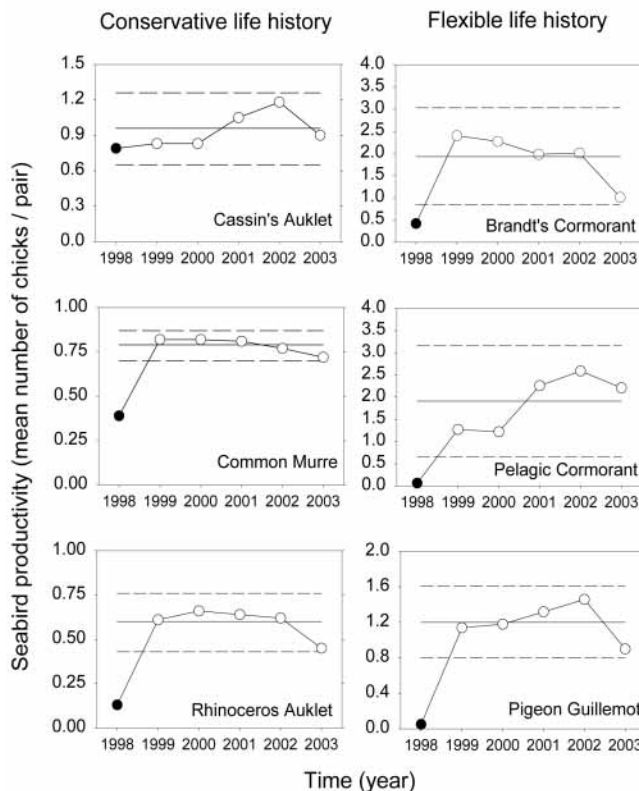 Conservative life history
Flexible life history
Seabird productivity (mean number of chicks / pair)
1.5
1.2
0.9
0.6
0.3
0.0
Cassin's Auklet
1998 1999 2000 2001 2002 2003
4.0
3.5
3.0
2.5
2.0
1.5
1.0
0.5
0.0
Brandt's Cormorant
1998 1999 2000 2001 2002 2003
1.00
0.75
0.50
0.25
0.00
Common Murre
1998 1999 2000 2001 2002 2003
4.0
3.5
3.0
2.5
2.0
1.5
1.0
0.5
0.0
Pelagic Cormorant
1998 1999 2000 2001 2002 2003
1.00
0.75
0.50
0.25
0.00
Rhinoceros Auklet
1998 1999 2000 2001 2002 2003
2.0
1.6
1.2
0.8
0.4
0.0
Pigeon Guillemot
1998 1999 2000 2001 2002 2003
Time (year)